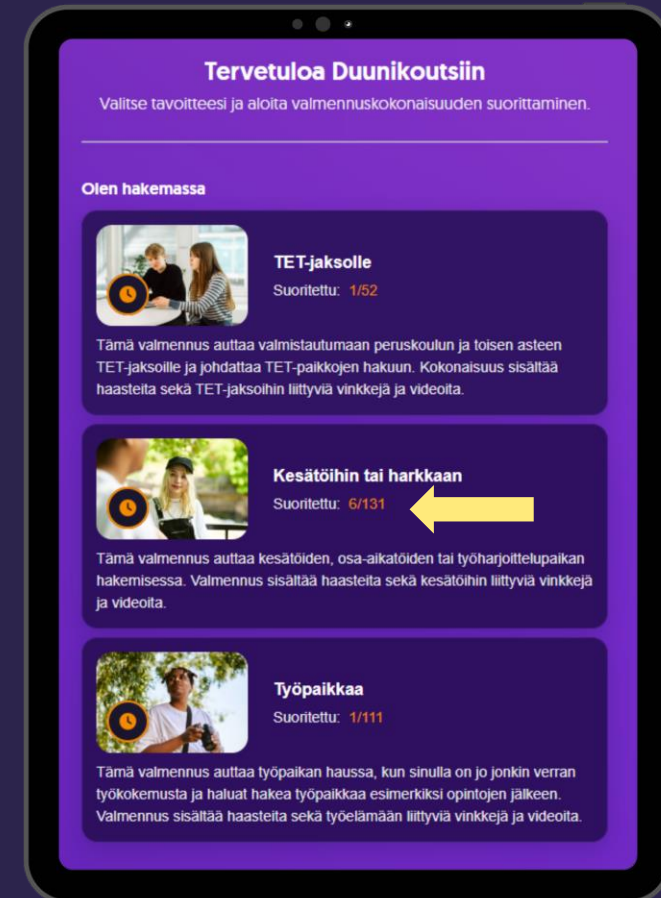 Tervetuloa Duunikoutsiin
Valitse tavoitteesi ja aloita valmennuskokonaisuuden suorittaminen.
Olen hakemassa
TET-jaksolle
Suoritettu: 1/52
Tämä valmennus auttaa valmistautumaan peruskoulun ja toisen asteen
TET-jaksoille ja johdattaa TET-paikkojen hakuun. Kokonaisuus sisältää
haasteita sekä TET-jaksoihin liittyviä vinkkejä ja videoita.
Kesätöihin tai harkkaan
Suoritettu: 6/131
Tämä valmennus auttaa kesätöiden, osa-aikatöiden tai työharjoittelupaikan
hakemisessa. Valmennus sisältää haasteita sekä kesätöihin liittyviä vinkkejä
ja videoita.
Työpaikkaa
Suoritettu: 1/111
Tämä valmennus auttaa työpaikan haussa, kun sinulla on jo jonkin verran
työkokemusta ja haluat hakea työpaikkaa esimerkiksi opintojen jälkeen.
Valmennus sisältää haasteita sekä työelämään liittyviä vinkkejä ja videoita.